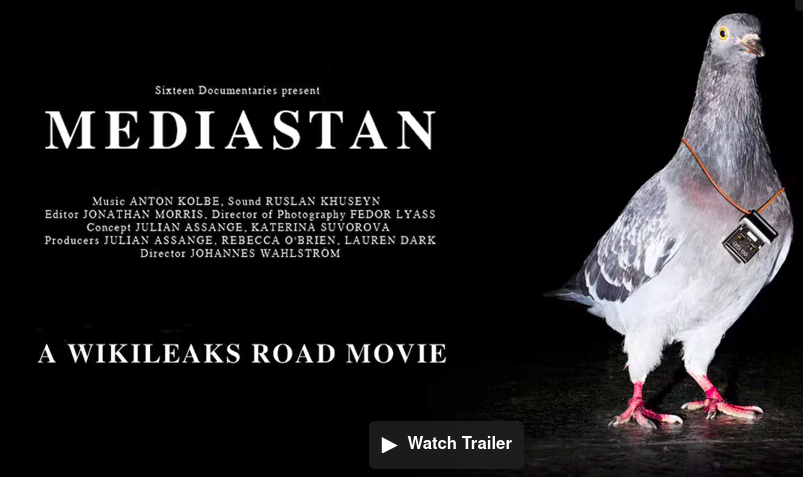 Sixteen Documentaries present
MEDIASTAN
Music ANTON KOLBE, Sound RUSLAN KHUSEYN
Editor JONATHAN MORRIS, Director of Photography FEDOR LYASS
Concept JULIAN ASSANGE, KATERINA SUVOROVA
Producers JULIAN ASSANGE, REBECCA O'BRIEN, LAUREN DARK
Director JOHANNES WAHLSTRÖM
A WIKILEAKS ROAD MOVIE
Watch Trailer